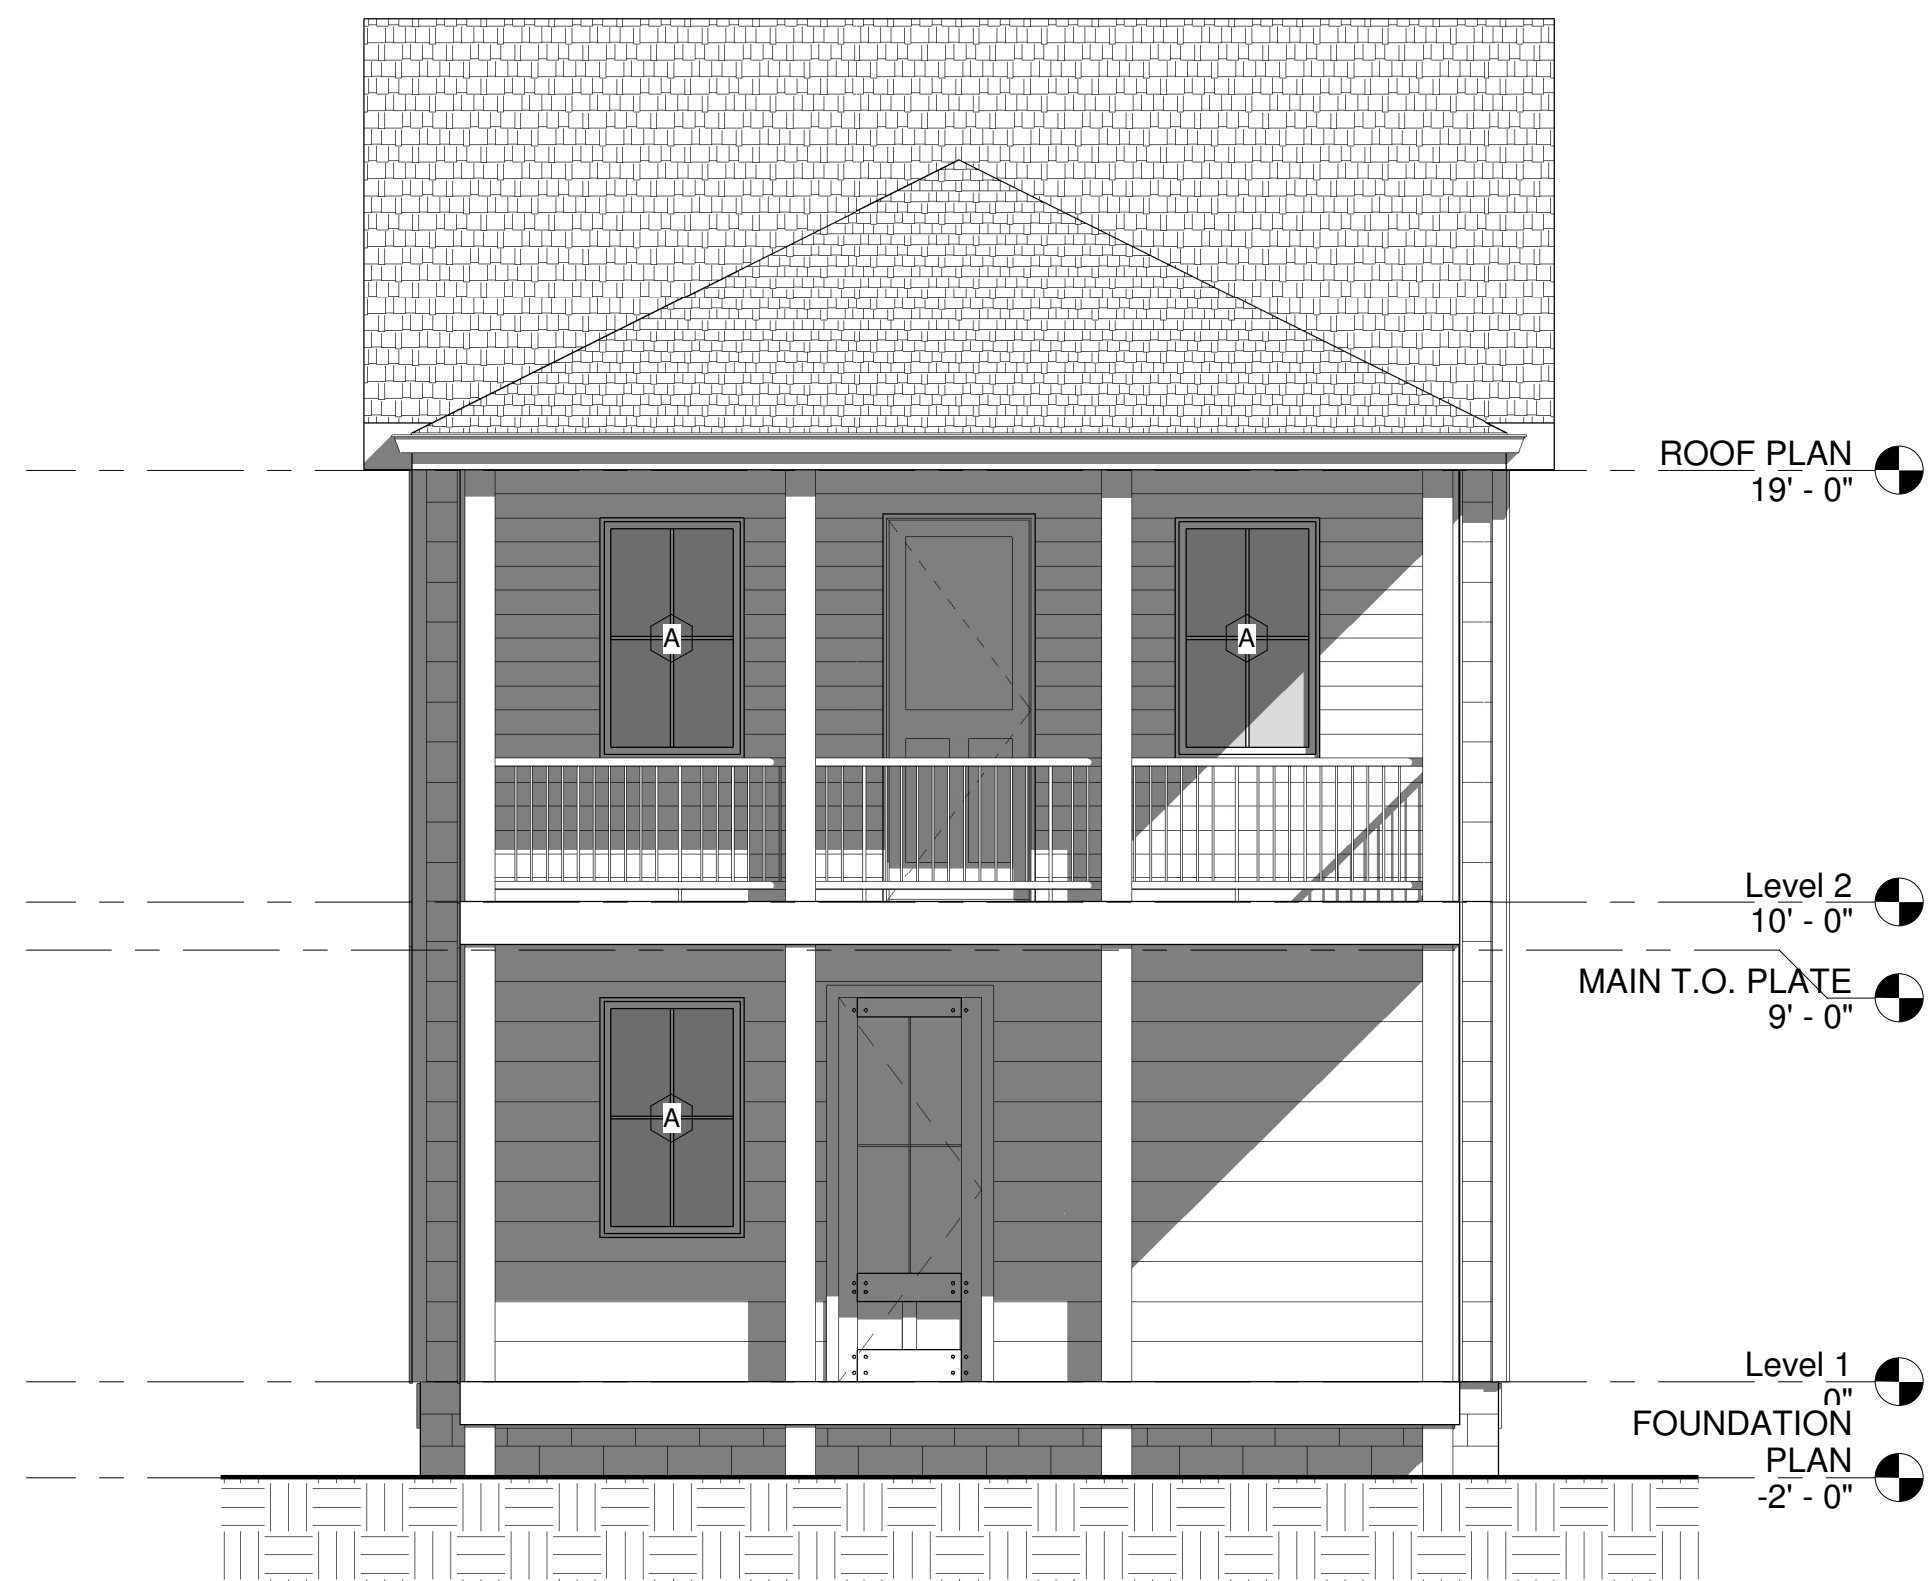 ROOF PLAN
19' - 0"
A
A
Level 2
10' - 0"
MAIN T.O. PLATE
9' - 0"
A
Level 1
0"
FOUNDATION
PLAN
-2' - 0"